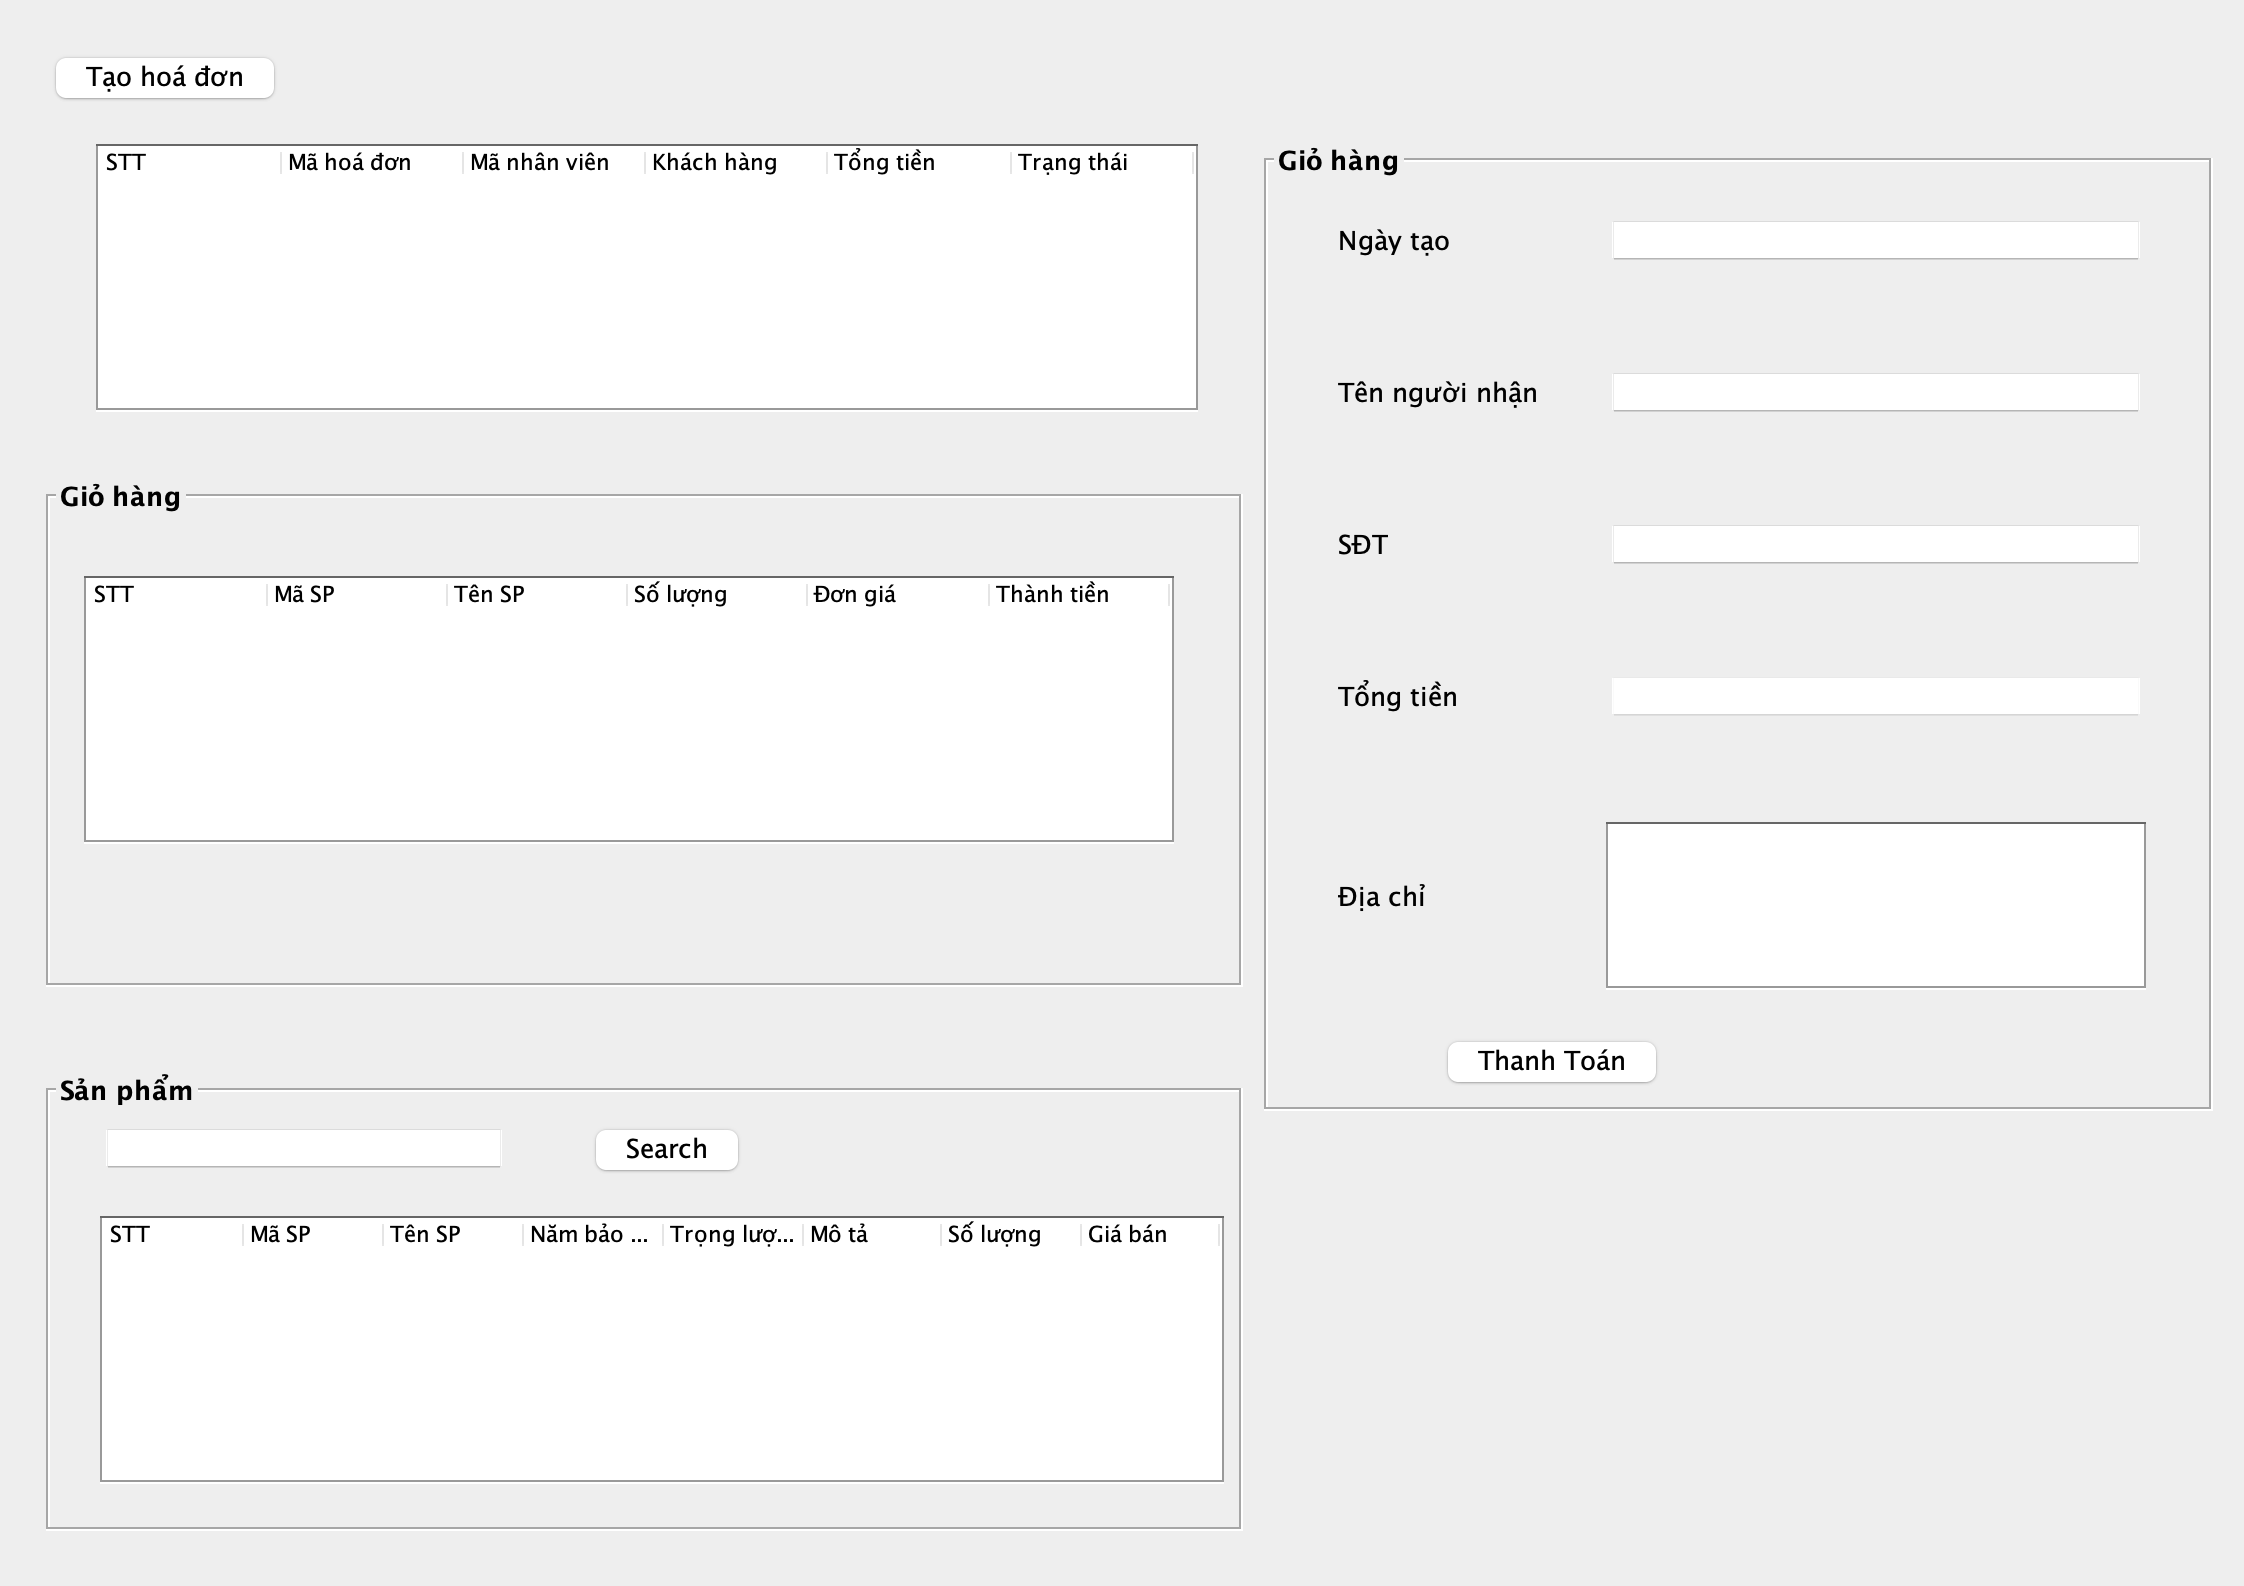 Tạo hoá đơn
STT Mã hoá đơn Mã nhân viên Khách hàng Tổng tiền Trạng thái
Giỏ hàng
STT Mã SP Tên SP Số lượng Đơn giá Thành tiền
Sản phẩm
Search
STT Mã SP Tên SP Năm bảo ... Trọng lượ... Mô tả Số lượng Giá bán
Giỏ hàng
Ngày tạo
Tên người nhận
SĐT
Tổng tiền
Địa chỉ
Thanh Toán